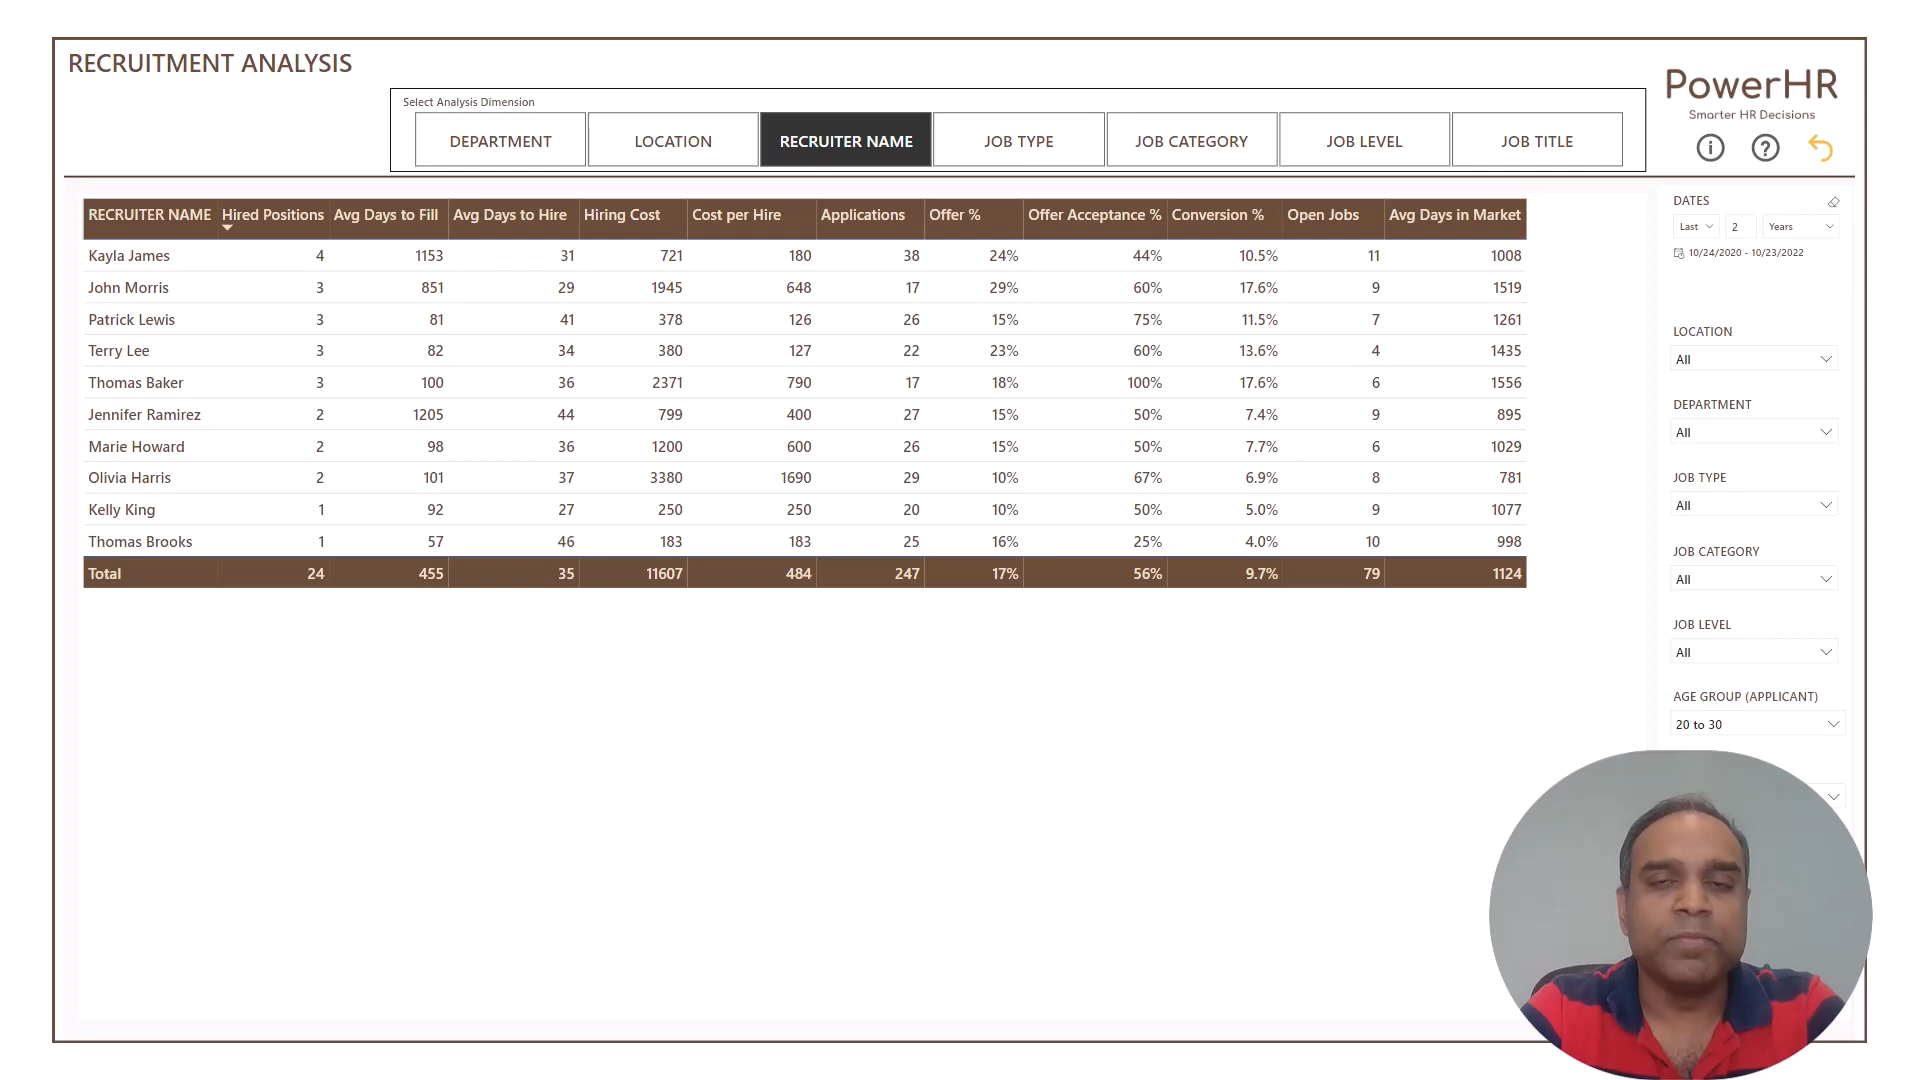 RECRUITMENT ANALYSIS
Select Analysis Dimension
DEPARTMENT LOCATION RECRUITER NAME JOB TYPE JOB CATEGORY JOB LEVEL JOB TITLE
PowerHR
Smarter HR Decisions
RECRUITER NAME Hired Positions Avg Days to Fill Avg Days to Hire Hiring Cost Cost per Hire Applications Offer % Offer Acceptance % Conversion % Open Jobs Avg Days in Market
Kayla James 4 1153 31 721 180 38 24% 44% 10.5% 11 1008
John Morris 3 851 29 1945 648 17 29% 60% 17.6% 9 1519
Patrick Lewis 3 81 41 378 126 26 15% 75% 11.5% 7 1261
Terry Lee 3 82 34 380 127 22 23% 60% 13.6% 4 1435
Thomas Baker 3 100 36 2371 790 17 18% 100% 17.6% 6 1556
Jennifer Ramirez 2 1205 44 799 400 27 15% 50% 7.4% 9 895
Marie Howard 2 98 36 1200 600 26 15% 50% 7.7% 6 1029
Olivia Harris 2 101 37 3380 1690 29 10% 67% 6.9% 8 781
Kelly King 1 92 27 250 250 20 10% 50% 5.0% 9 1077
Thomas Brooks 1 57 46 183 183 25 16% 25% 4.0% 10 998
Total 24 455 35 11607 484 247 17% 56% 9.7% 79 1124
DATES
Last 2 Years
10/24/2020 - 10/23/2022
LOCATION
All
DEPARTMENT
All
JOB TYPE
All
JOB CATEGORY
All
JOB LEVEL
All
AGE GROUP (APPLICANT)
20 to 30